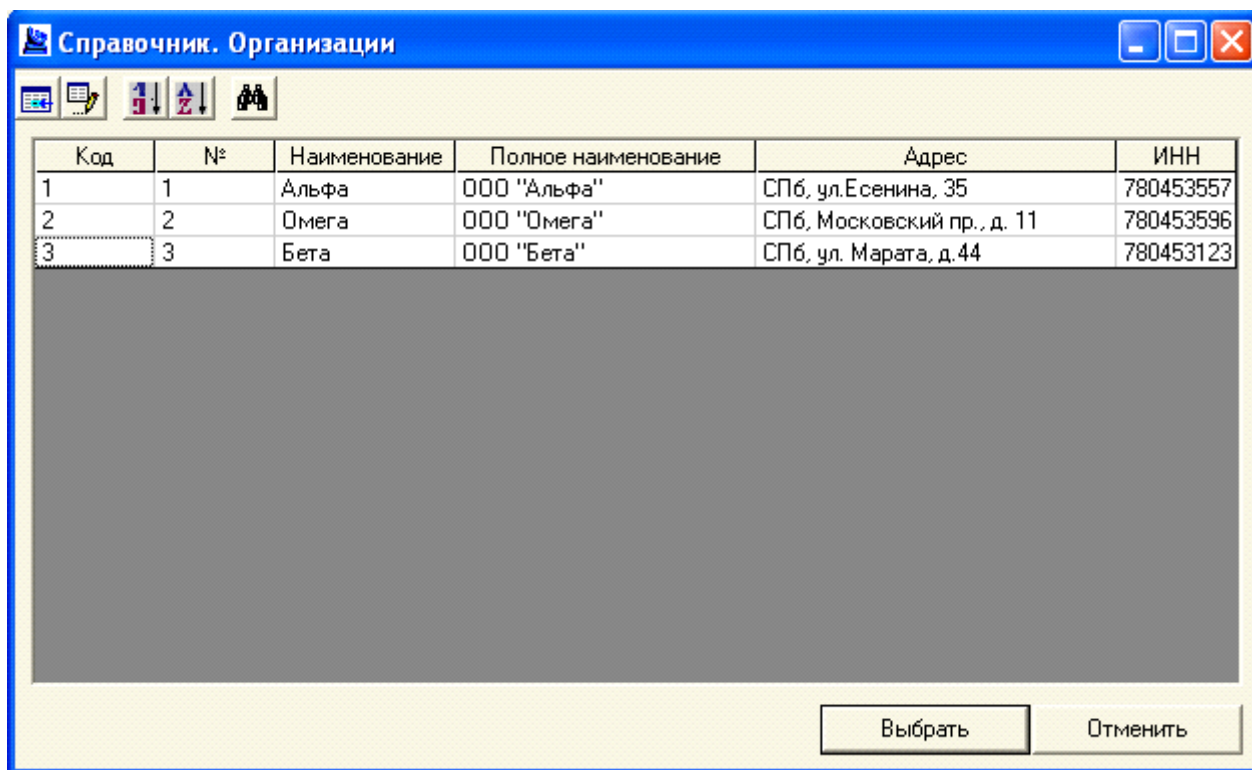 Справочник. Организации
Код № Наименование Полное наименование Адрес ИНН
1 1 Альфа ООО "Альфа" СПб, ул.Есенина, 35 780453557
2 2 Омега ООО "Омега" СПб, Московский пр., д. 11 780453596
3 3 Бета ООО "Бета" СПб, ул. Марата, д.44 780453123
Выбрать Отменить